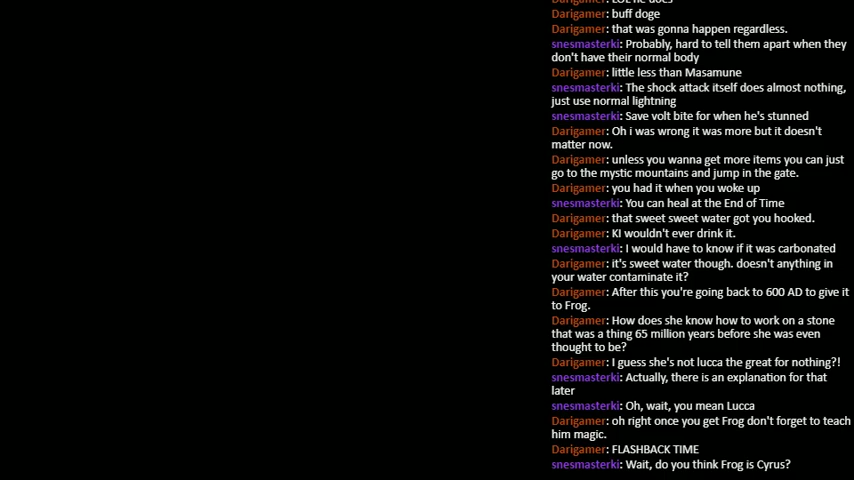 Darigamer: LOL he does
Darigamer: buff doge
Darigamer: that was gonna happen regardless.
snesmasterki: Probably, hard to tell them apart when they
don't have their normal body
Darigamer: little less than Masamune
snesmasterki: The shock attack itself does almost nothing,
just use normal lightning
snesmasterki: Save volt bite for when he's stunned
Darigamer: Oh i was wrong it was more but it doesn't
matter now.
Darigamer: unless you wanna get more items you can just
go to the mystic mountains and jump in the gate.
Darigamer: you had it when you woke up
snesmasterki: You can heal at the End of Time
Darigamer: that sweet sweet water got you hooked.
Darigamer: KI wouldn't ever drink it.
snesmasterki: I would have to know if it was carbonated
Darigamer: it's sweet water though. doesn't anything in
your water contaminate it?
Darigamer: After this you're going back to 600 AD to give it
to Frog.
Darigamer: How does she know how to work on a stone
that was a thing 65 million years before she was even
thought to be?
Darigamer: I guess she's not lucca the great for nothing?!
snesmasterki: Actually, there is an explanation for that
later
snesmasterki: Oh, wait, you mean Lucca
Darigamer: oh right once you get Frog don't forget to teach
him magic.
Darigamer: FLASHBACK TIME
snesmasterki: Wait, do you think Frog is Cyrus?